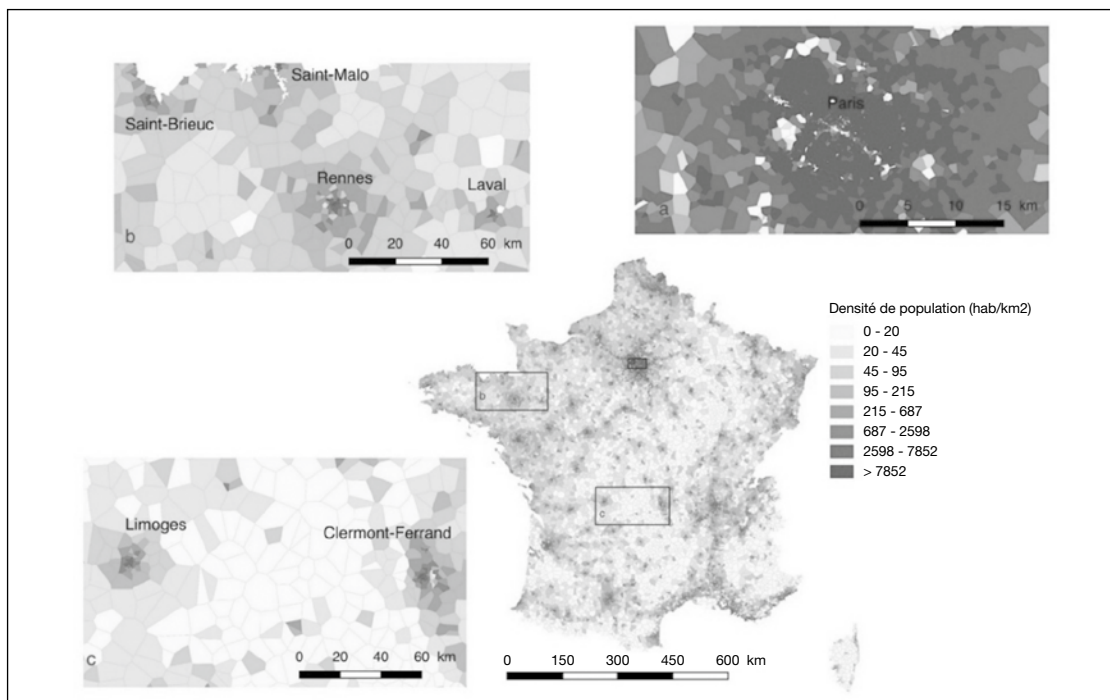 Saint-Malo
Saint-Brieuc
Rennes
Laval
b
0 20 40 60 km
Paris
a
0 5 10 15 km
Densité de population (hab/km2)
0 - 20
20 - 45
45 - 95
95 - 215
215 - 687
687 - 2598
2598 - 7852
> 7852
b
c
Limoges
Clermont-Ferrand
c
0 20 40 60 km
0 150 300 450 600 km